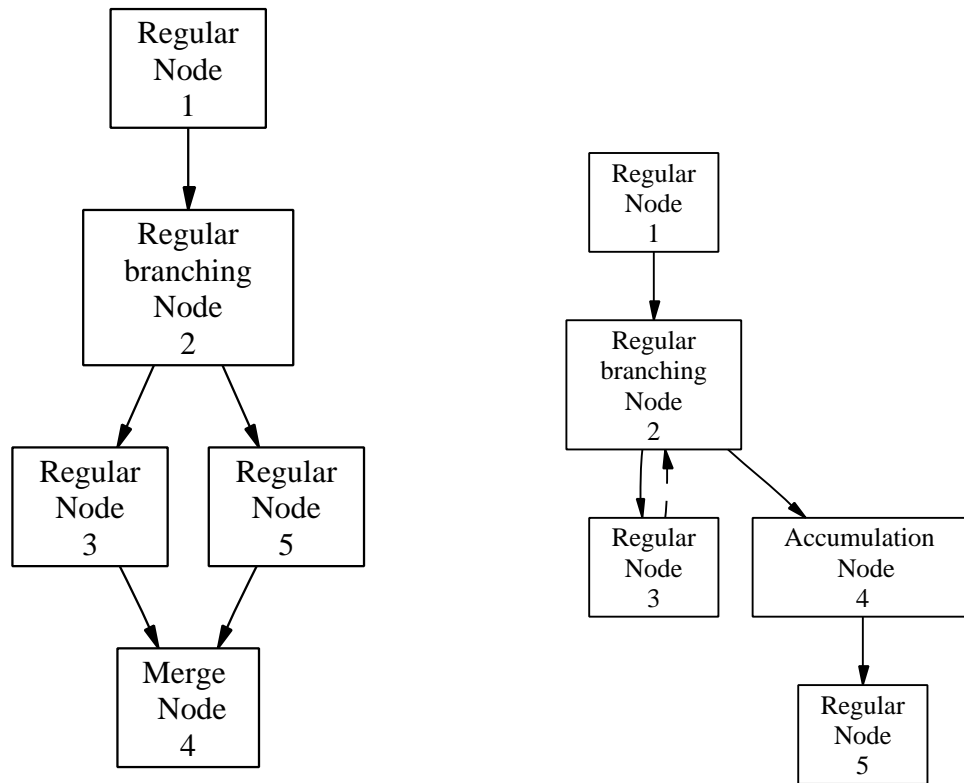 Regular
Node
1
Regular
branching
Node
2
Regular
Node
3
Regular
Node
5
Merge
Node
4
Regular
Node
1
Regular
branching
Node
2
Regular
Node
3
Accumulation
Node
4
Regular
Node
5